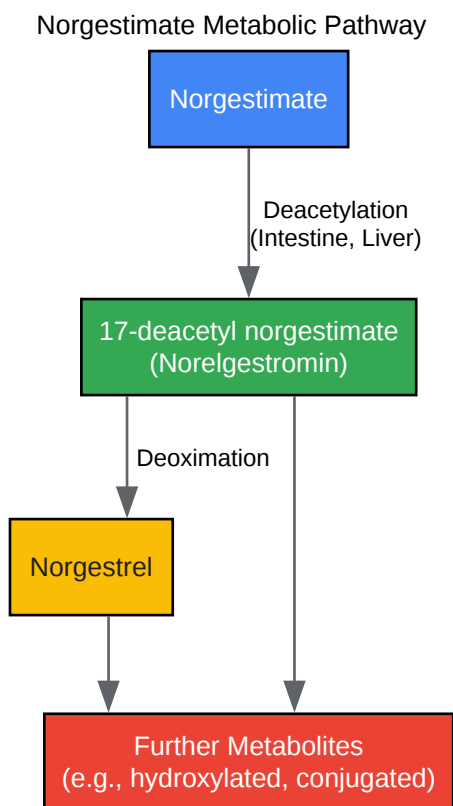 Norgestimate Metabolic Pathway
Norgestimate
Deacetylation
(Intestine, Liver)
17-deacetyl norgestimate
(Norelgestromin)
Deoximation
Norgestrel
Further Metabolites
(e.g., hydroxylated, conjugated)